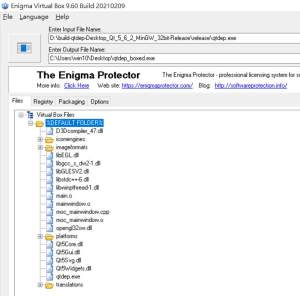 Enigma Virtual Box 9.60 Build 20210209
File Language Help
Enter Input File Name:
D:\build-qtdep-Desktop_Qt_5_6_2_MinGW_32bit-Release\release\qtdep.exe
Enter Output File Name:
C:\Users\win10\Desktop\qtdep_boxed.exe
The Enigma Protector
The Enigma Protector - professional licensing system for s
More info: Click Here Web site: https://enigmaprotector.com/ Blog: http://softwareprotection.info/
Files Registry Packaging Options
Virtual Box Files
%DEFAULT FOLDER%
D3Dcompiler_47.dll
iconengines
imageformats
libEGL.dll
libgcc_s_dw2-1.dll
libGLESV2.dll
libstdc++-6.dll
libwinpthread-1.dll
main.o
mainwindow.o
moc_mainwindow.cpp
moc_mainwindow.o
opengl32sw.dll
platforms
Qt5Core.dll
Qt5Gui.dll
Qt5Svg.dll
Qt5Widgets.dll
qtdep.exe
translations